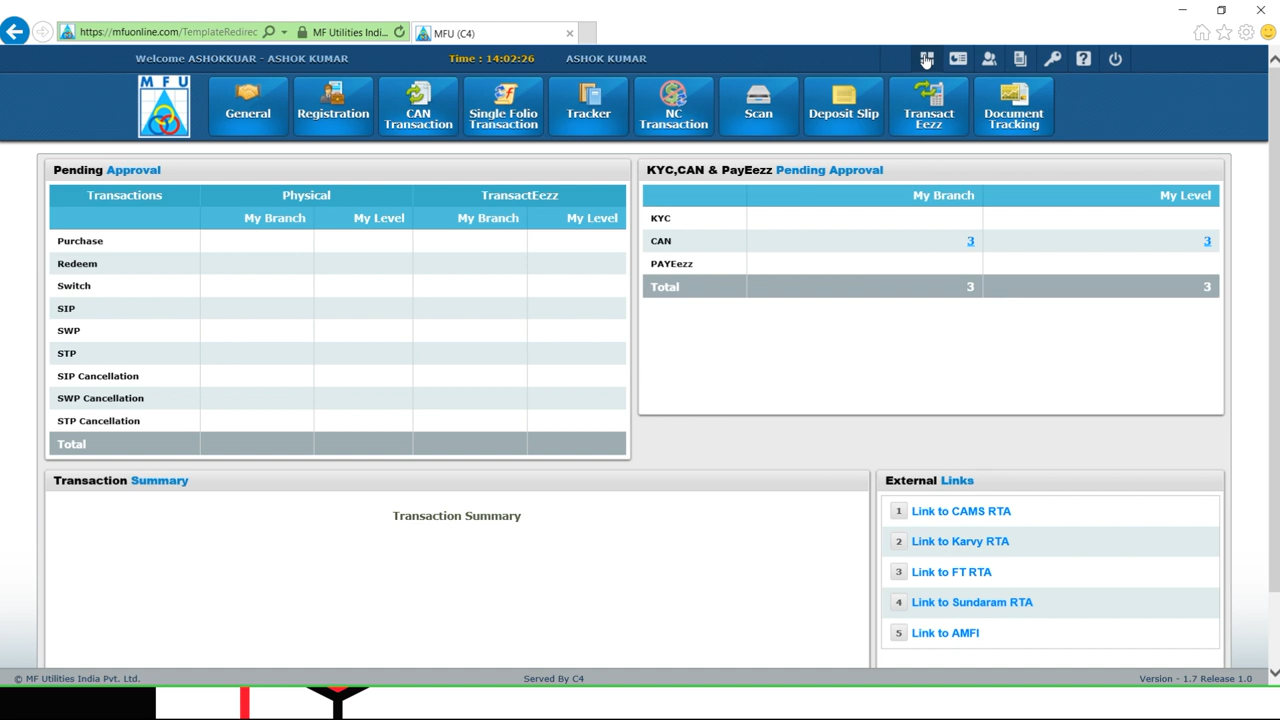 https://mfuonline.com/TemplateRedirec
MF Utilities Indi...
MFU (C4)
Welcome ASHOKKUAR - ASHOK KUMAR
Time : 14:02:26
ASHOK KUMAR
MFU
General
Registration
CAN
Transaction
Single Folio
Transaction
Tracker
NC
Transaction
Scan
Deposit Slip
Transact
Eezz
Document
Tracking
Pending Approval
Transactions Physical TransactEezz
My Branch My Level My Branch My Level
Purchase
Redeem
Switch
SIP
SWP
STP
SIP Cancellation
SWP Cancellation
STP Cancellation
Total
KYC,CAN & PayEezz Pending Approval
My Branch My Level
KYC
CAN 3 3
PAYEezz
Total 3 3
Transaction Summary
Transaction Summary
External Links
1 Link to CAMS RTA
2 Link to Karvy RTA
3 Link to FT RTA
4 Link to Sundaram RTA
5 Link to AMFI
© MF Utilities India Pvt. Ltd.
Served By C4
Version - 1.7 Release 1.0